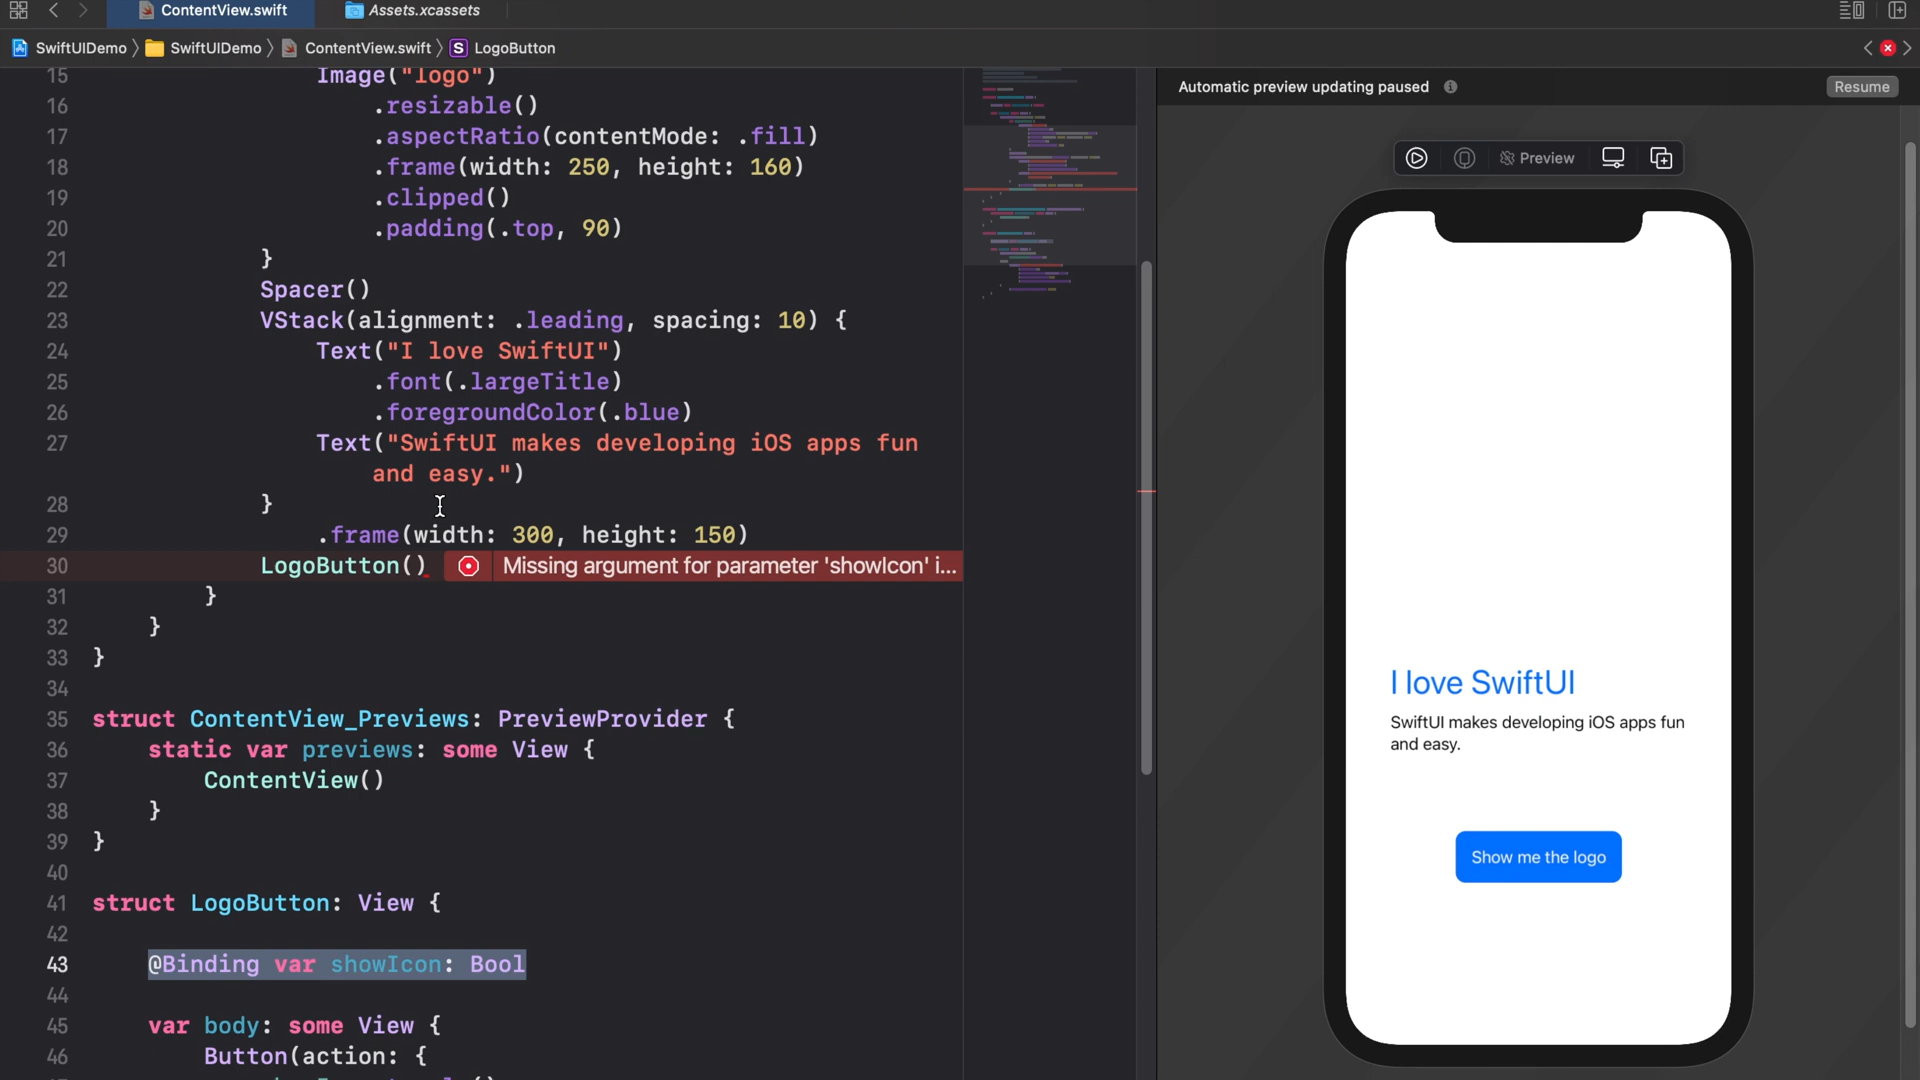 ContentView.swift
Assets.xcassets
SwiftUIDemo SwiftUIDemo ContentView.swift S LogoButton
15 Image("logo")
16 .resizable()
17 .aspectRatio(contentMode: .fill)
18 .frame(width: 250, height: 160)
19 .clipped()
20 .padding(.top, 90)
21 }
22 Spacer()
23 VStack(alignment: .leading, spacing: 10) {
24 Text("I love SwiftUI")
25 .font(.largeTitle)
26 .foregroundColor(.blue)
27 Text("SwiftUI makes developing iOS apps fun
and easy.")
28 }
29 .frame(width: 300, height: 150)
30 LogoButton() Missing argument for parameter 'showIcon' i...
31 }
32 }
33 }
34
35 struct ContentView_Previews: PreviewProvider {
36 static var previews: some View {
37 ContentView()
38 }
39 }
40
41 struct LogoButton: View {
42
43 @Binding var showIcon: Bool
44
45 var body: some View {
46 Button(action: {
Automatic preview updating paused
Resume
Preview
I love SwiftUI
SwiftUI makes developing iOS apps fun
and easy.
Show me the logo